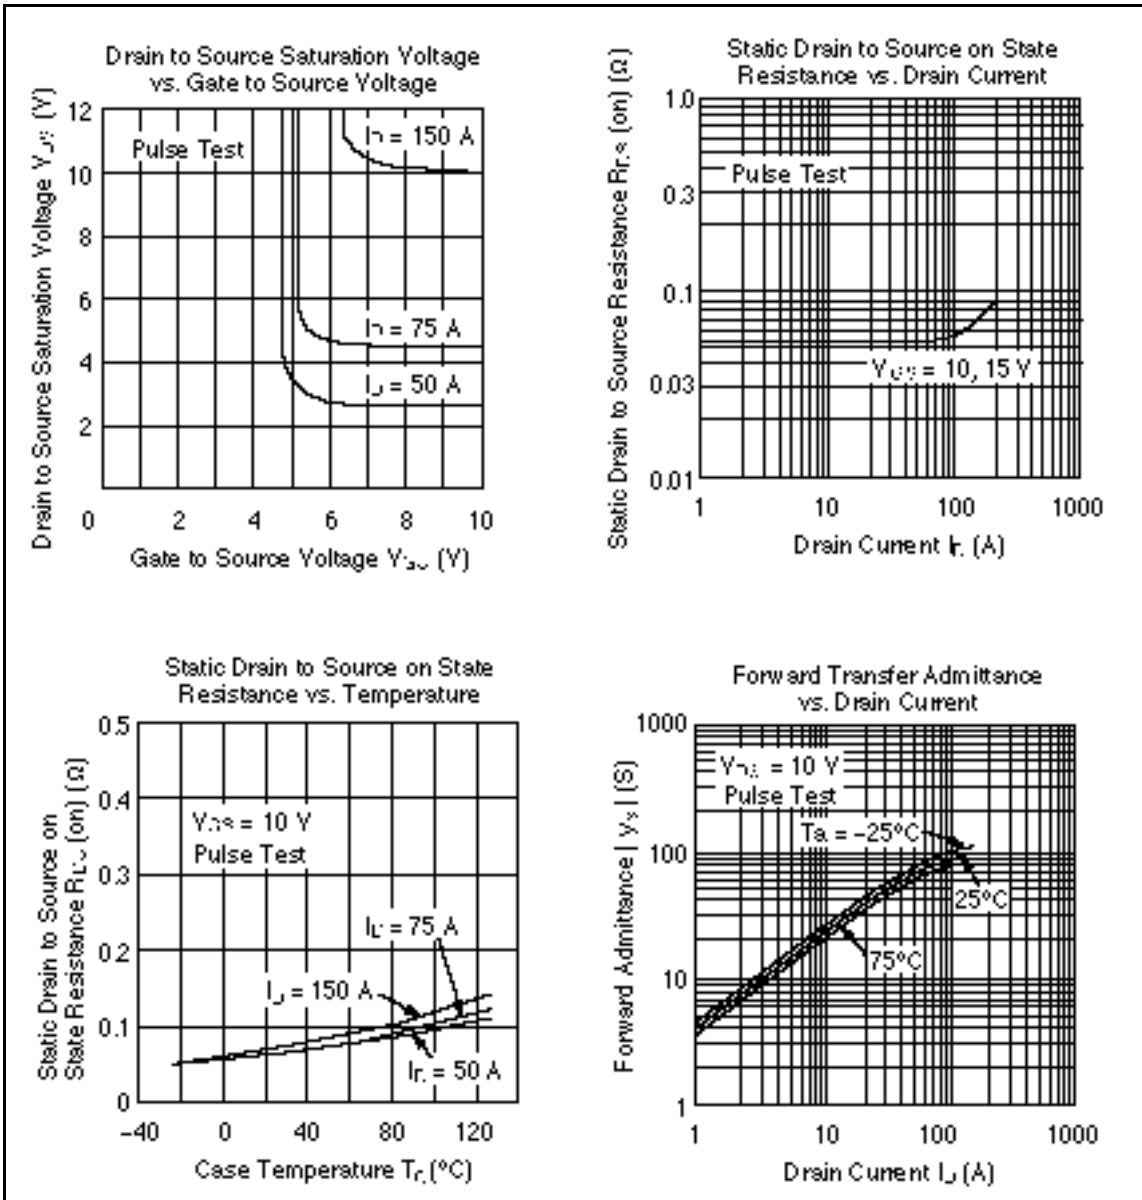 Drain to Source Saturation Voltage
vs. Gate to Source Voltage
Drain to Source Saturation Voltage (V)
12
10
8
6
4
2
0
2
4
6
8
10
Pulse Test
= 150 A
= 75 A
= 50 A
Gate to Source Voltage (V)
Static Drain to Source on State
Resistance vs. Drain Current
Static Drain to Source Resistance (on) (Ω)
1.0
0.3
0.1
0.03
0.01
1
10
100
1000
Pulse Test
= 10, 15 V
Drain Current (A)
Static Drain to Source on State
Resistance vs. Temperature
Static Drain to Source on
State Resistance (on) (Ω)
0.5
0.4
0.3
0.2
0.1
0
−40
0
40
80
120
= 10 V
Pulse Test
= 75 A
= 150 A
= 50 A
Case Temperature (°C)
Forward Transfer Admittance
vs. Drain Current
Forward Admittance (S)
1000
100
10
1
1
10
100
1000
= 10 V
Pulse Test
Ta = −25°C
25°C
75°C
Drain Current (A)